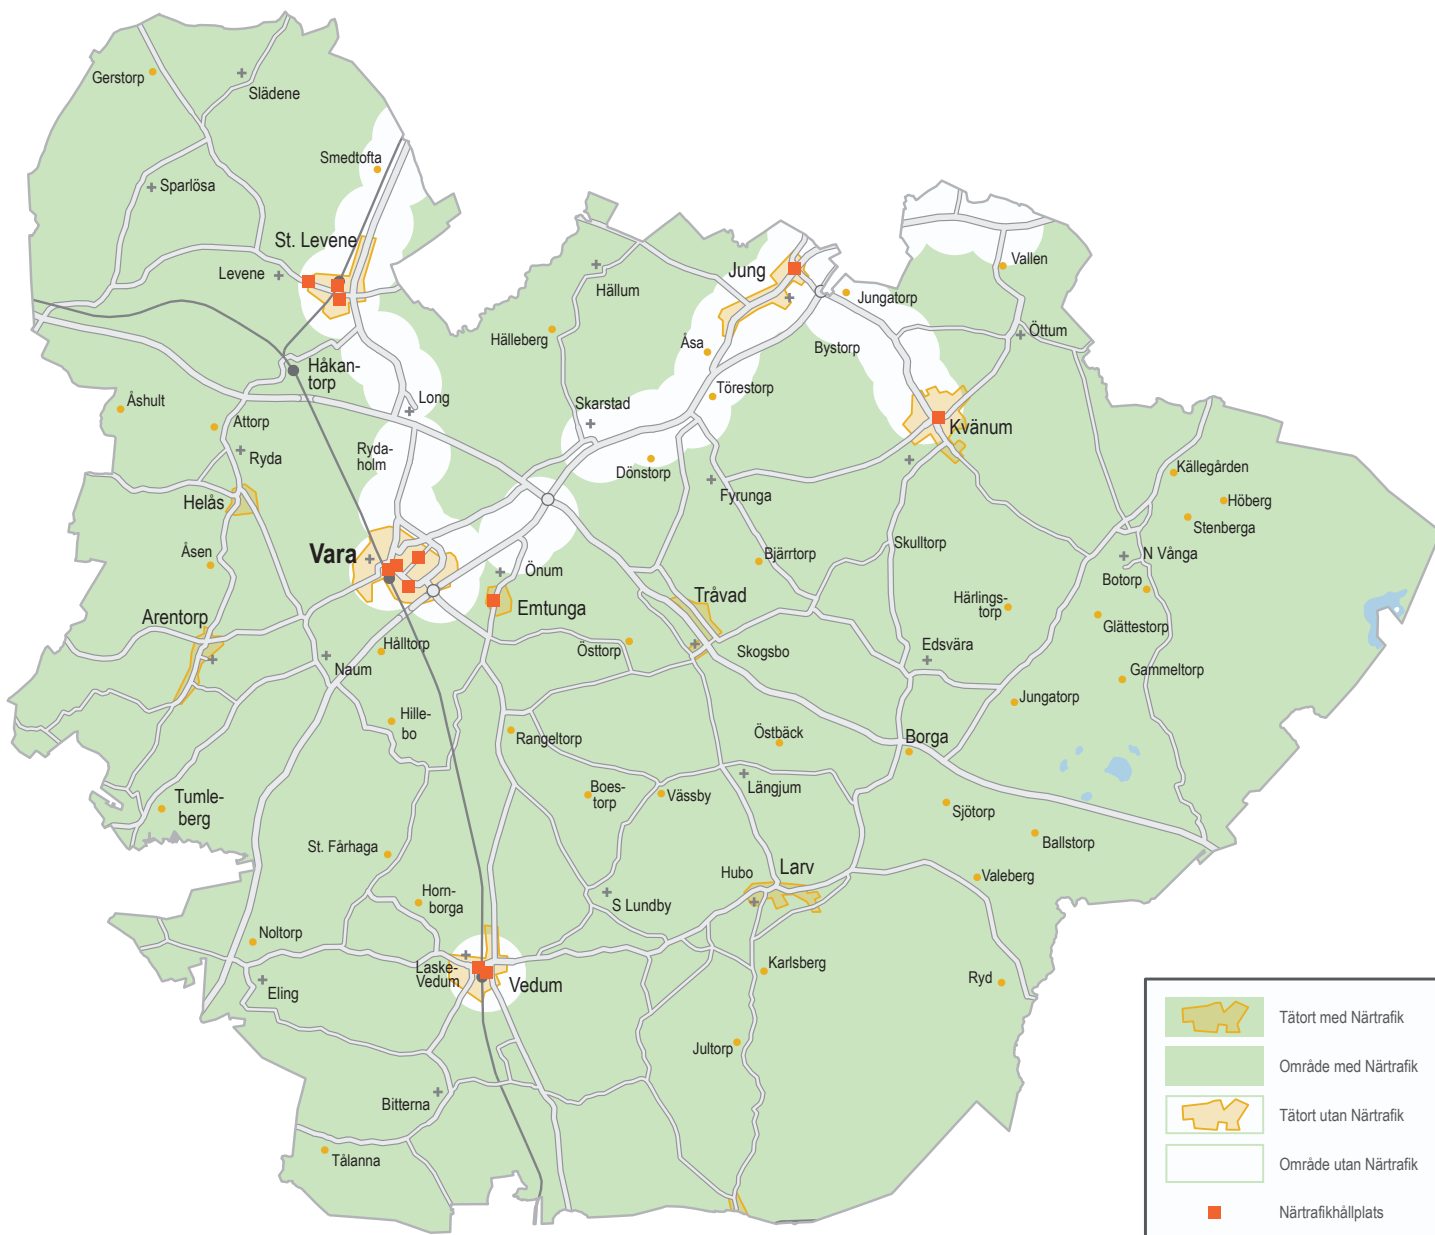 Gerstorp
Slädene
Smedtofta
Sparlösa
St. Levene
Levene
Hällum
Jung
Vallen
Jungatorp
Hälleberg
Åsa
Bystorp
Öttum
Håkan-
torp
Törestorp
Åshult
Long
Skarstad
Attorp
Kvänum
Ryda-
holm
Ryda
Dönstorp
Källegården
Fyrunga
Helås
Höberg
Stenberga
Vara
Åsen
Önum
Bjärrtorp
Skulltorp
N Vånga
Botorp
Tråvad
Härlings-
torp
Emtunga
Arentorp
Glättestorp
Hålltorp
Östtorp
Skogsbo
Edsvära
Naum
Gammeltorp
Jungatorp
Hille-
bo
Rangeltorp
Östbäck
Borga
Boes-
torp
Vässby
Längjum
Tumle-
berg
Sjötorp
Ballstorp
St. Fårhaga
Hubo
Larv
Valeberg
Horn-
borga
S Lundby
Noltorp
Laske-
Vedum
Vedum
Karlsberg
Ryd
Eling
Jultorp
Bitterna
Tålanna
Tätort med Närtrafik
Område med Närtrafik
Tätort utan Närtrafik
Område utan Närtrafik
Närtrafikhållplats